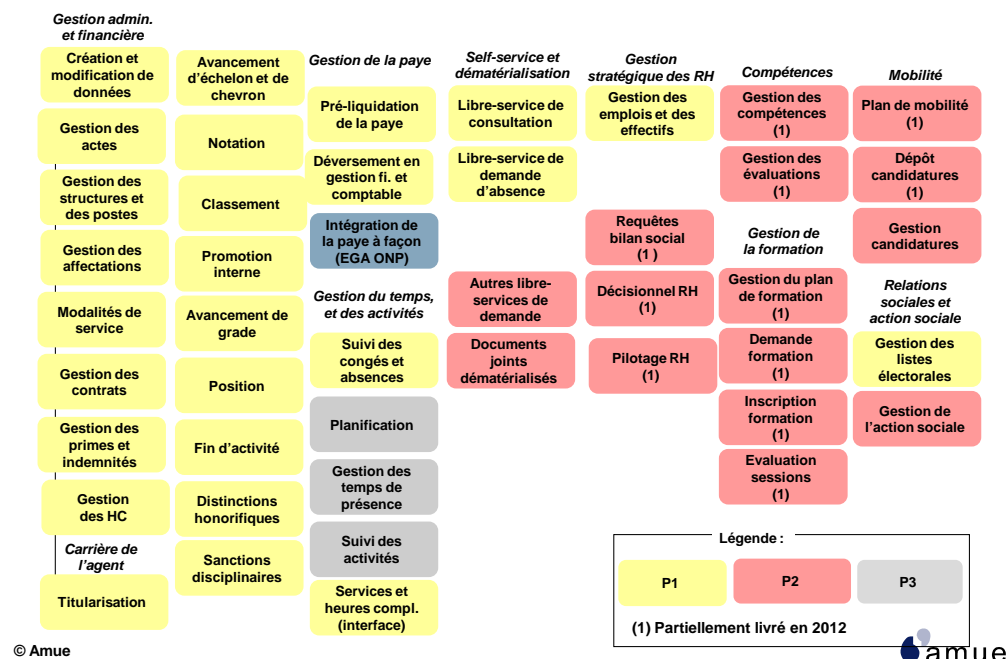 Gestion admin.
et financière
Création et
modification de
données
Gestion des
actes
Gestion des
structures et
des postes
Gestion des
affectations
Modalités de
service
Gestion des
contrats
Gestion des
primes et
indemnités
Gestion
des HC
Carrière de
l'agent
Titularisation
Avancement
d'échelon et de
chevron
Notation
Classement
Promotion
interne
Avancement de
grade
Position
Fin d'activité
Distinctions
honorifiques
Sanctions
disciplinaires
Gestion de la paye
Pré-liquidation
de la paye
Déversement en
gestion fi. et
comptable
Intégration de
la paye à façon
(EGA ONP)
Gestion du temps,
et des activités
Suivi des
congés et
absences
Planification
Gestion des
temps de
présence
Suivi des
activités
Services et
heures compl.
(interface)
Self-service et
dématérialisation
Libre-service de
consultation
Libre-service de
demande
d'absence
Autres libre-
services de
demande
Documents
joints
dématérialisés
Gestion
stratégique des RH
Gestion des
emplois et des
effectifs
Requêtes
bilan social
(1 )
Décisionnel RH
(1)
Pilotage RH
(1)
Compétences
Gestion des
compétences
(1)
Gestion des
évaluations
(1)
Gestion de
la formation
Gestion du plan
de formation
(1)
Demande
formation
(1)
Inscription
formation
(1)
Evaluation
sessions
(1)
Mobilité
Plan de mobilité
(1)
Dépôt
candidatures
(1)
Gestion
candidatures
Relations
sociales et
action sociale
Gestion des
listes
électorales
Gestion de
l'action sociale
Légende :
P1
P2
P3
(1) Partiellement livré en 2012
© Amue
amue